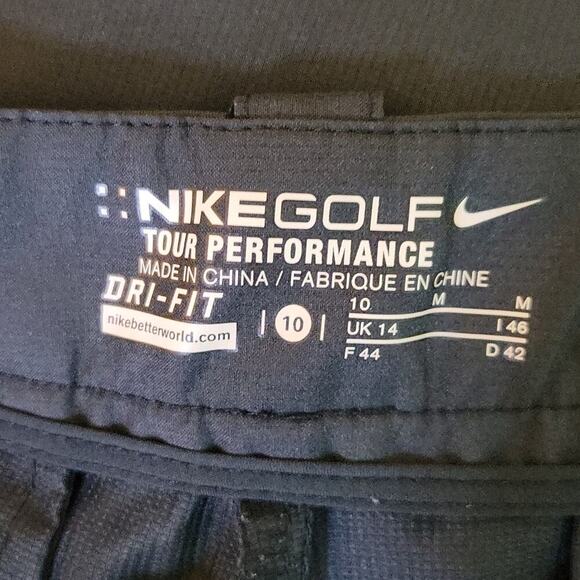 NIKEGOLF
TOUR PERFORMANCE
MADE IN CHINA / FABRIQUE EN CHINE
DRI-FIT
nikebetterworld.com
| 10 |
10 M M
UK 14 I 46
F 44 D 42